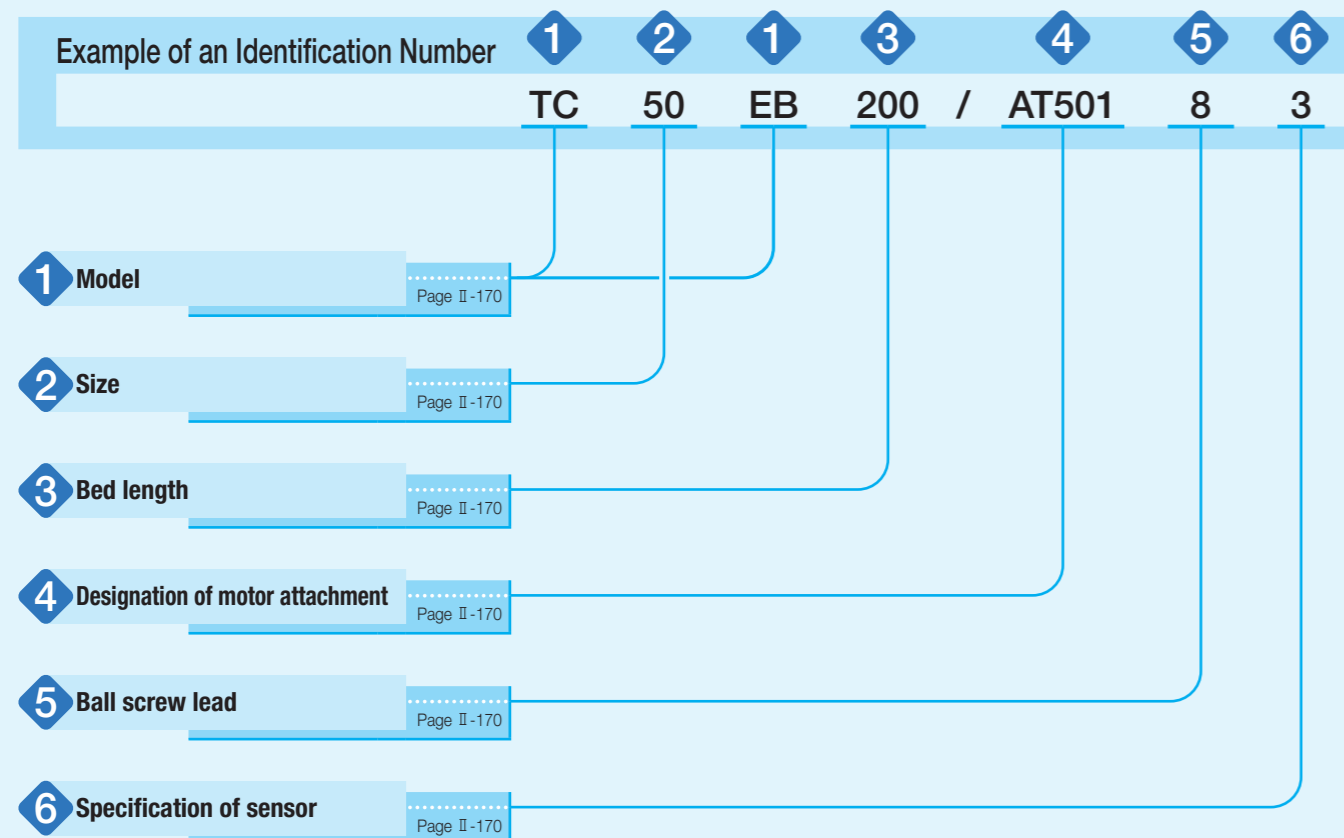 Example of an Identification Number 1 2 1 3 4 5 6
TC 50 EB 200 / AT501 8 3
1 Model
Page Ⅱ-170
2 Size
Page Ⅱ-170
3 Bed length
Page Ⅱ-170
4 Designation of motor attachment
Page Ⅱ-170
5 Ball screw lead
Page Ⅱ-170
6 Specification of sensor
Page Ⅱ-170